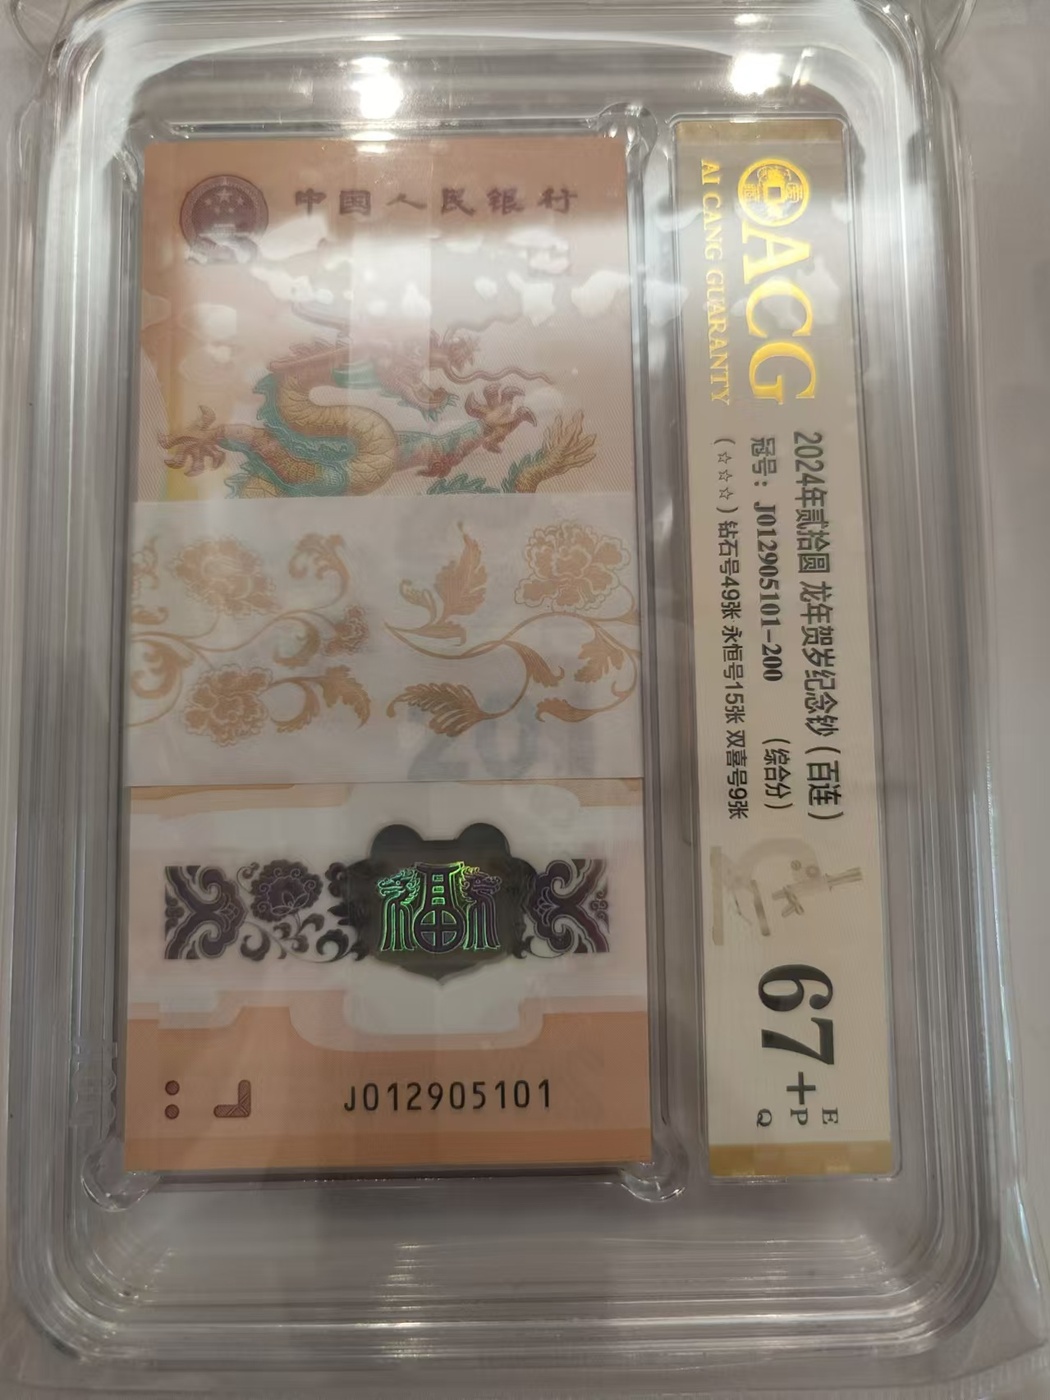 中国人民银行
J012905101
ACG
AI CANG GUARANTY
2024年贰拾圆 龙年贺岁纪念钞（百连）
冠号：J012905101-200 （综合分）
（☆☆☆）钻石号49张 永恒号15张 双喜号9张
67+
E
P
Q